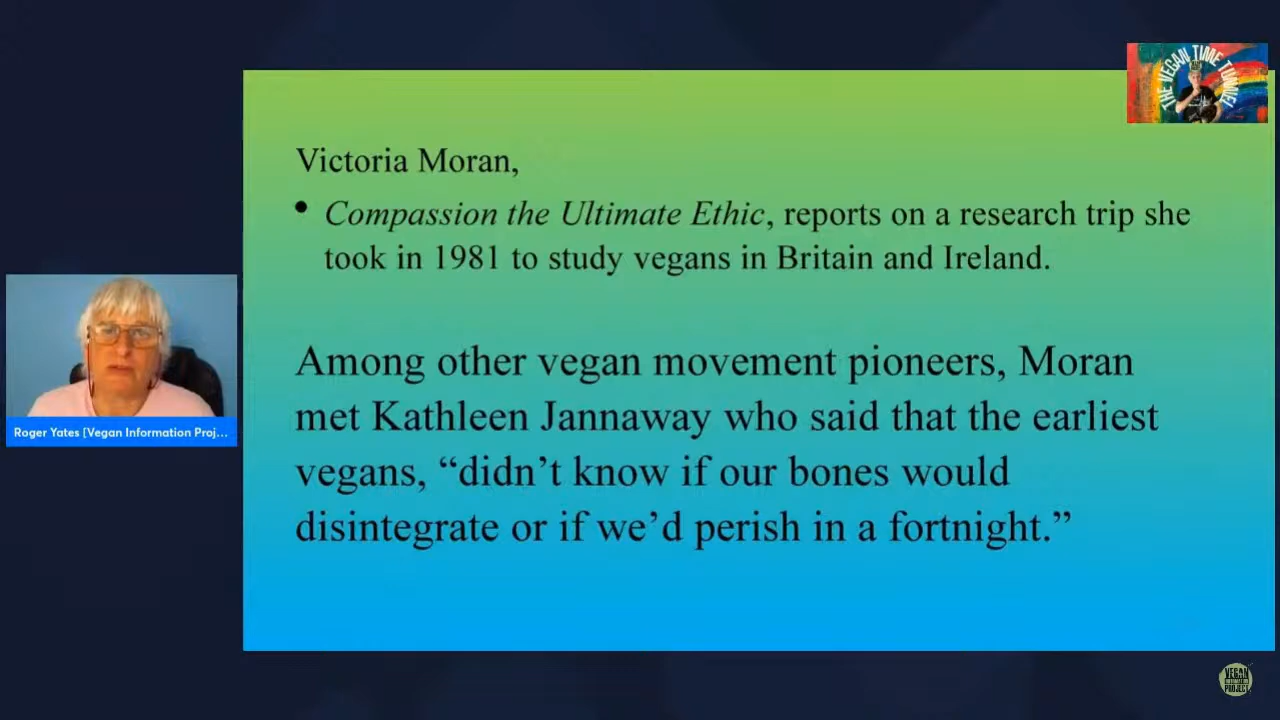 THE VEGAN TIME TUNNEL
Victoria Moran,
• Compassion the Ultimate Ethic, reports on a research trip she
took in 1981 to study vegans in Britain and Ireland.
Among other vegan movement pioneers, Moran
met Kathleen Jannaway who said that the earliest
vegans, “didn’t know if our bones would
disintegrate or if we’d perish in a fortnight.”
Roger Yates [Vegan Information Proj...
VEGAN
INFORMATION
PROJECT